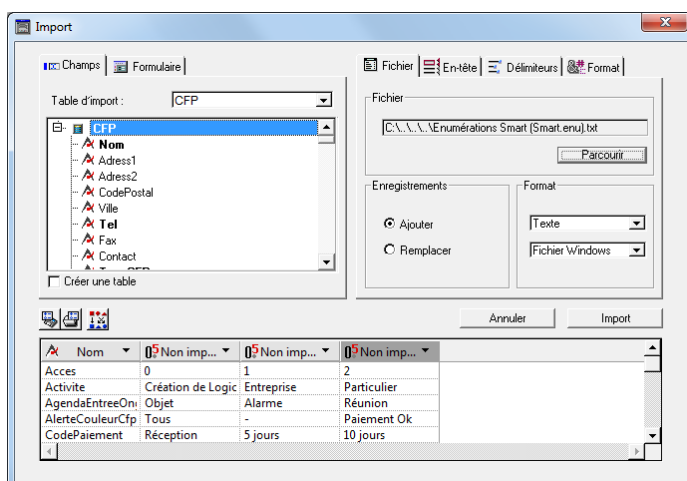 Import
Champs Formulaire
Table d'import : CFP
CFP
Nom
Adress1
Adress2
CodePostal
Ville
Tel
Fax
Contact
Créer une table
Fichier En-tête Délimiteurs Format
Fichier
C:\..\..\..\Enumérations Smart (Smart.enu).txt
Parcourir
Enregistrements
Ajouter
Remplacer
Format
Texte
Fichier Windows
Annuler Import
Nom Non imp... Non imp... Non imp...
Acces 0 1 2
Activite Création de Logic Entreprise Particulier
AgendaEntreeOn Objet Alarme Réunion
AlerteCouleurCfp Tous - Paiement Ok
CodePaiement Réception 5 jours 10 jours